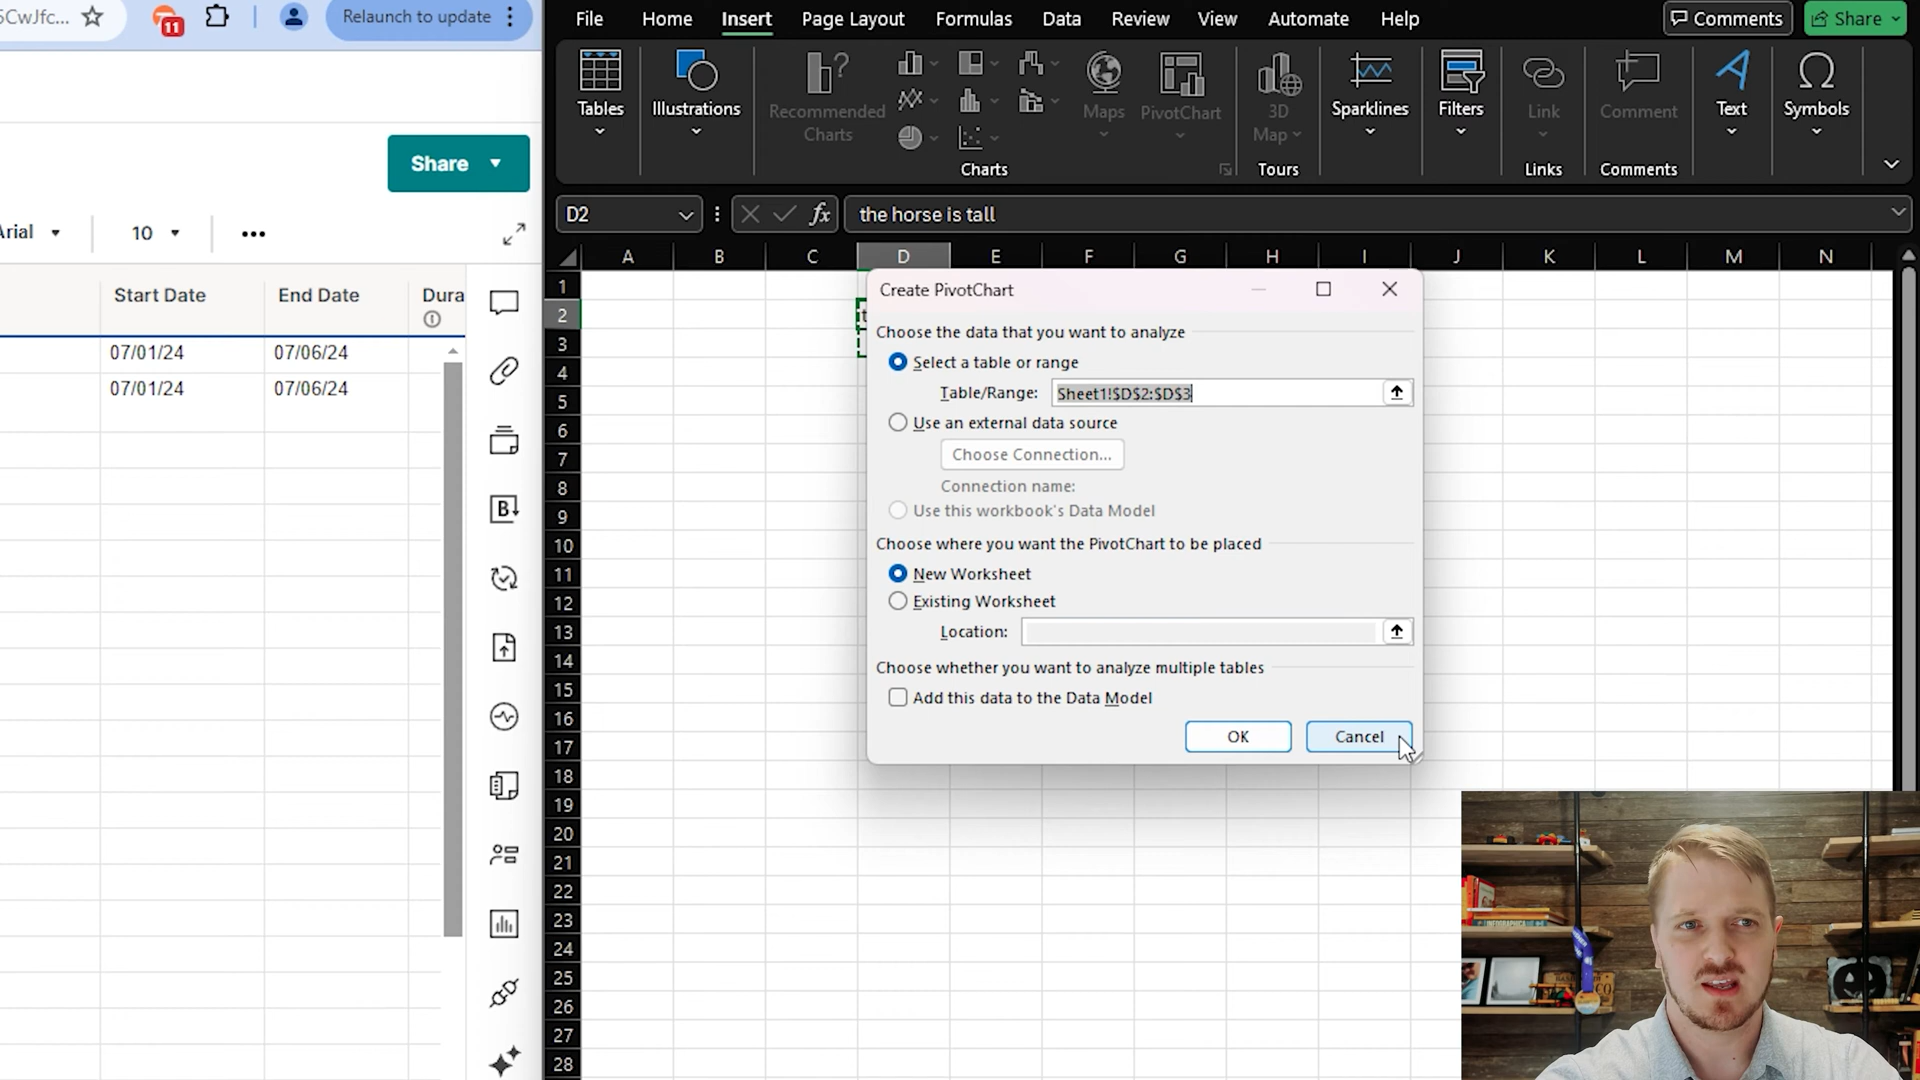 5CwJfc...
11
Relaunch to update
Share
Arial
10
Start Date
End Date
Dura
07/01/24
07/06/24
07/01/24
07/06/24
File
Home
Insert
Page Layout
Formulas
Data
Review
View
Automate
Help
Comments
Share
Tables
Illustrations
Recommended
Charts
Maps
PivotChart
3D
Map
Sparklines
Filters
Link
Comment
Text
Symbols
Charts
Tours
Links
Comments
D2
fx
the horse is tall
A
B
C
D
E
F
G
H
I
J
K
L
M
N
1
2
3
4
5
6
7
8
9
10
11
12
13
14
15
16
17
18
19
20
21
22
23
24
25
26
27
28
Create PivotChart
Choose the data that you want to analyze
Select a table or range
Table/Range: Sheet1!$D$2:$D$3
Use an external data source
Choose Connection...
Connection name:
Use this workbook's Data Model
Choose where you want the PivotChart to be placed
New Worksheet
Existing Worksheet
Location:
Choose whether you want to analyze multiple tables
Add this data to the Data Model
OK
Cancel